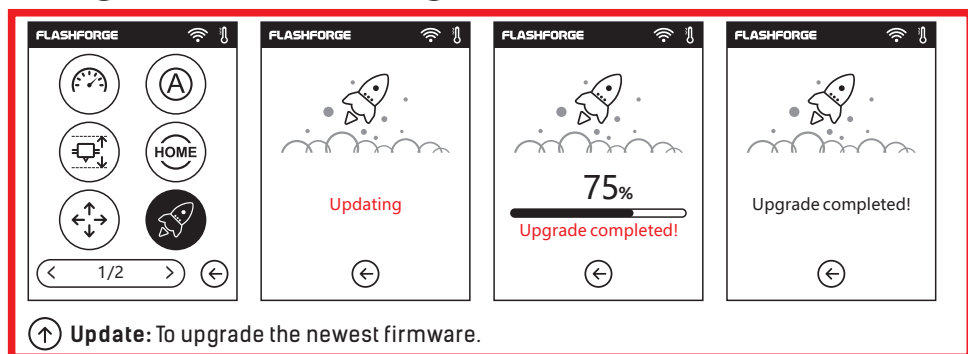 FLASHFORGE
A
HOME
1/2
FLASHFORGE
Updating
FLASHFORGE
75%
Upgrade completed!
FLASHFORGE
Upgrade completed!
Update: To upgrade the newest firmware.